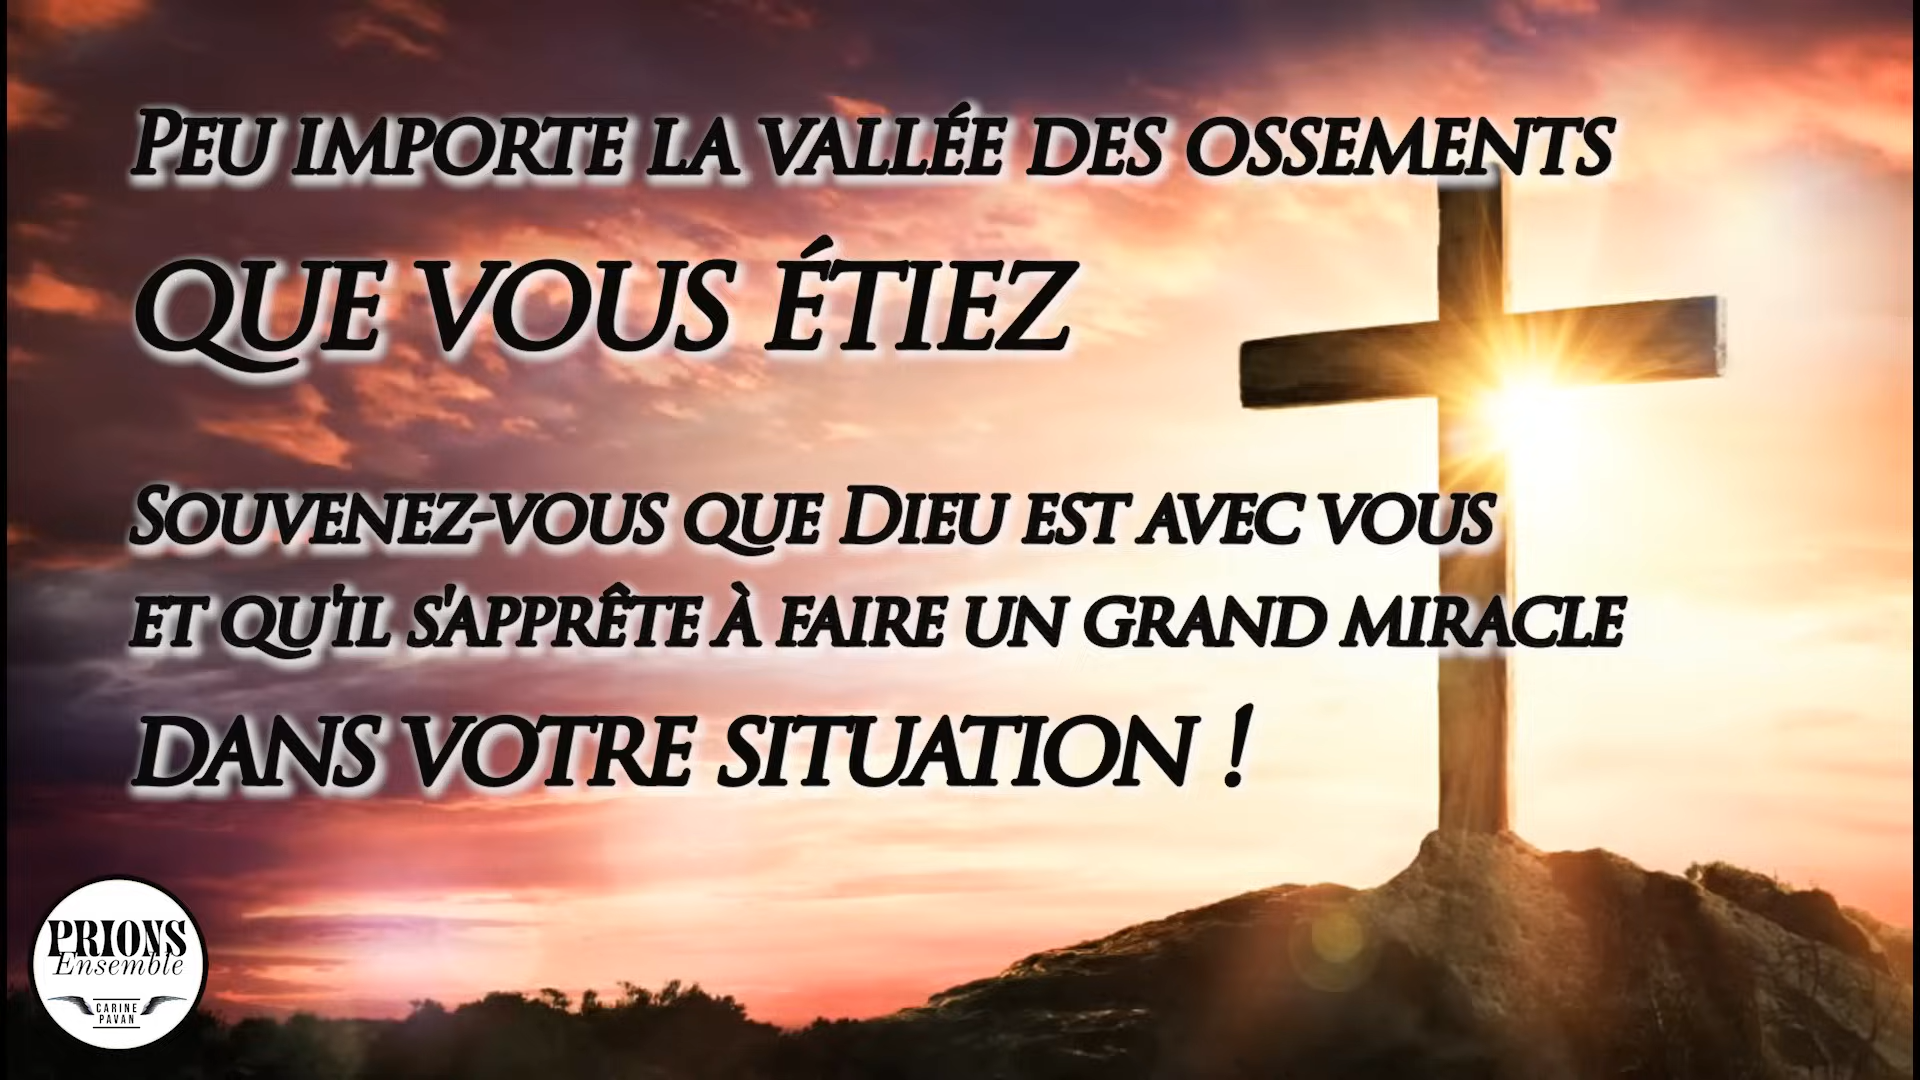 Peu importe la vallée des ossements
que vous étiez
Souvenez-vous que Dieu est avec vous
et qu'il s'apprête à faire un grand miracle
dans votre situation !
PRIONS
Ensemble
CARINE
PAVAN